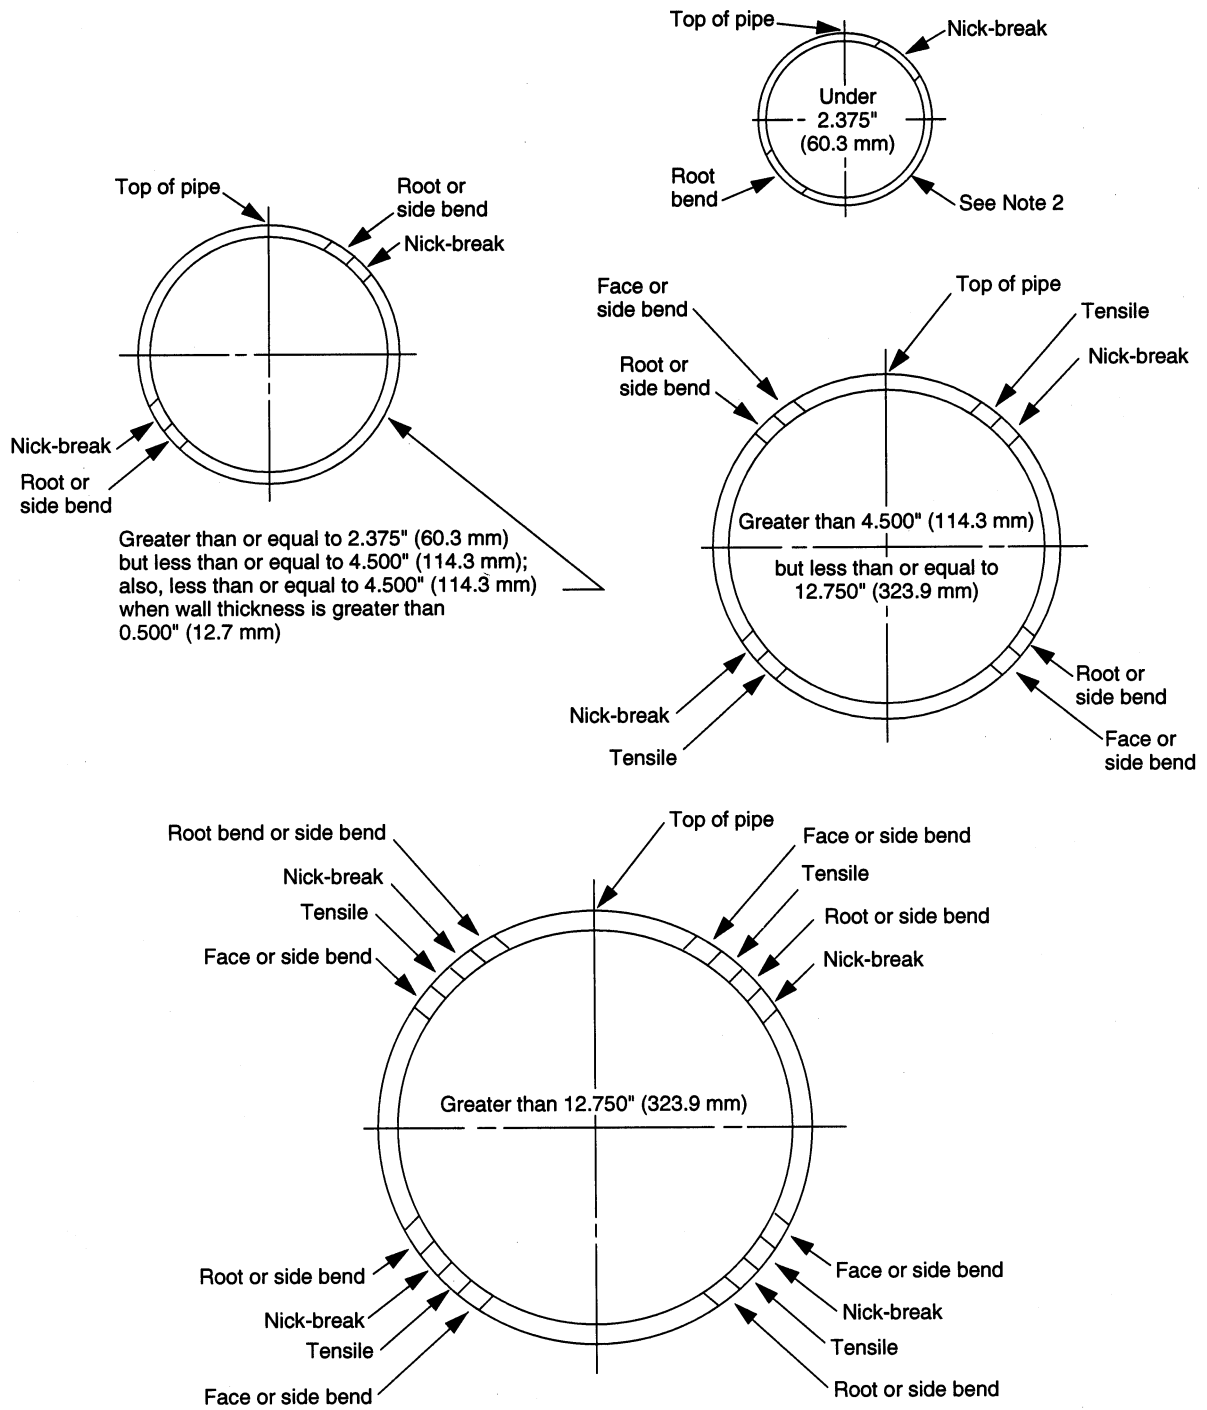 Top of pipe
Nick-break
Under
2.375"
(60.3 mm)
Root
bend
See Note 2
Top of pipe
Root or
side bend
Nick-break
Nick-break
Root or
side bend
Greater than or equal to 2.375" (60.3 mm)
but less than or equal to 4.500" (114.3 mm);
also, less than or equal to 4.500" (114.3 mm)
when wall thickness is greater than
0.500" (12.7 mm)
Face or
side bend
Root or
side bend
Top of pipe
Tensile
Nick-break
Greater than 4.500" (114.3 mm)
but less than or equal to
12.750" (323.9 mm)
Nick-break
Tensile
Root or
side bend
Face or
side bend
Root bend or side bend
Nick-break
Tensile
Face or side bend
Top of pipe
Face or side bend
Tensile
Root or side bend
Nick-break
Greater than 12.750" (323.9 mm)
Root or side bend
Nick-break
Tensile
Face or side bend
Face or side bend
Nick-break
Tensile
Root or side bend